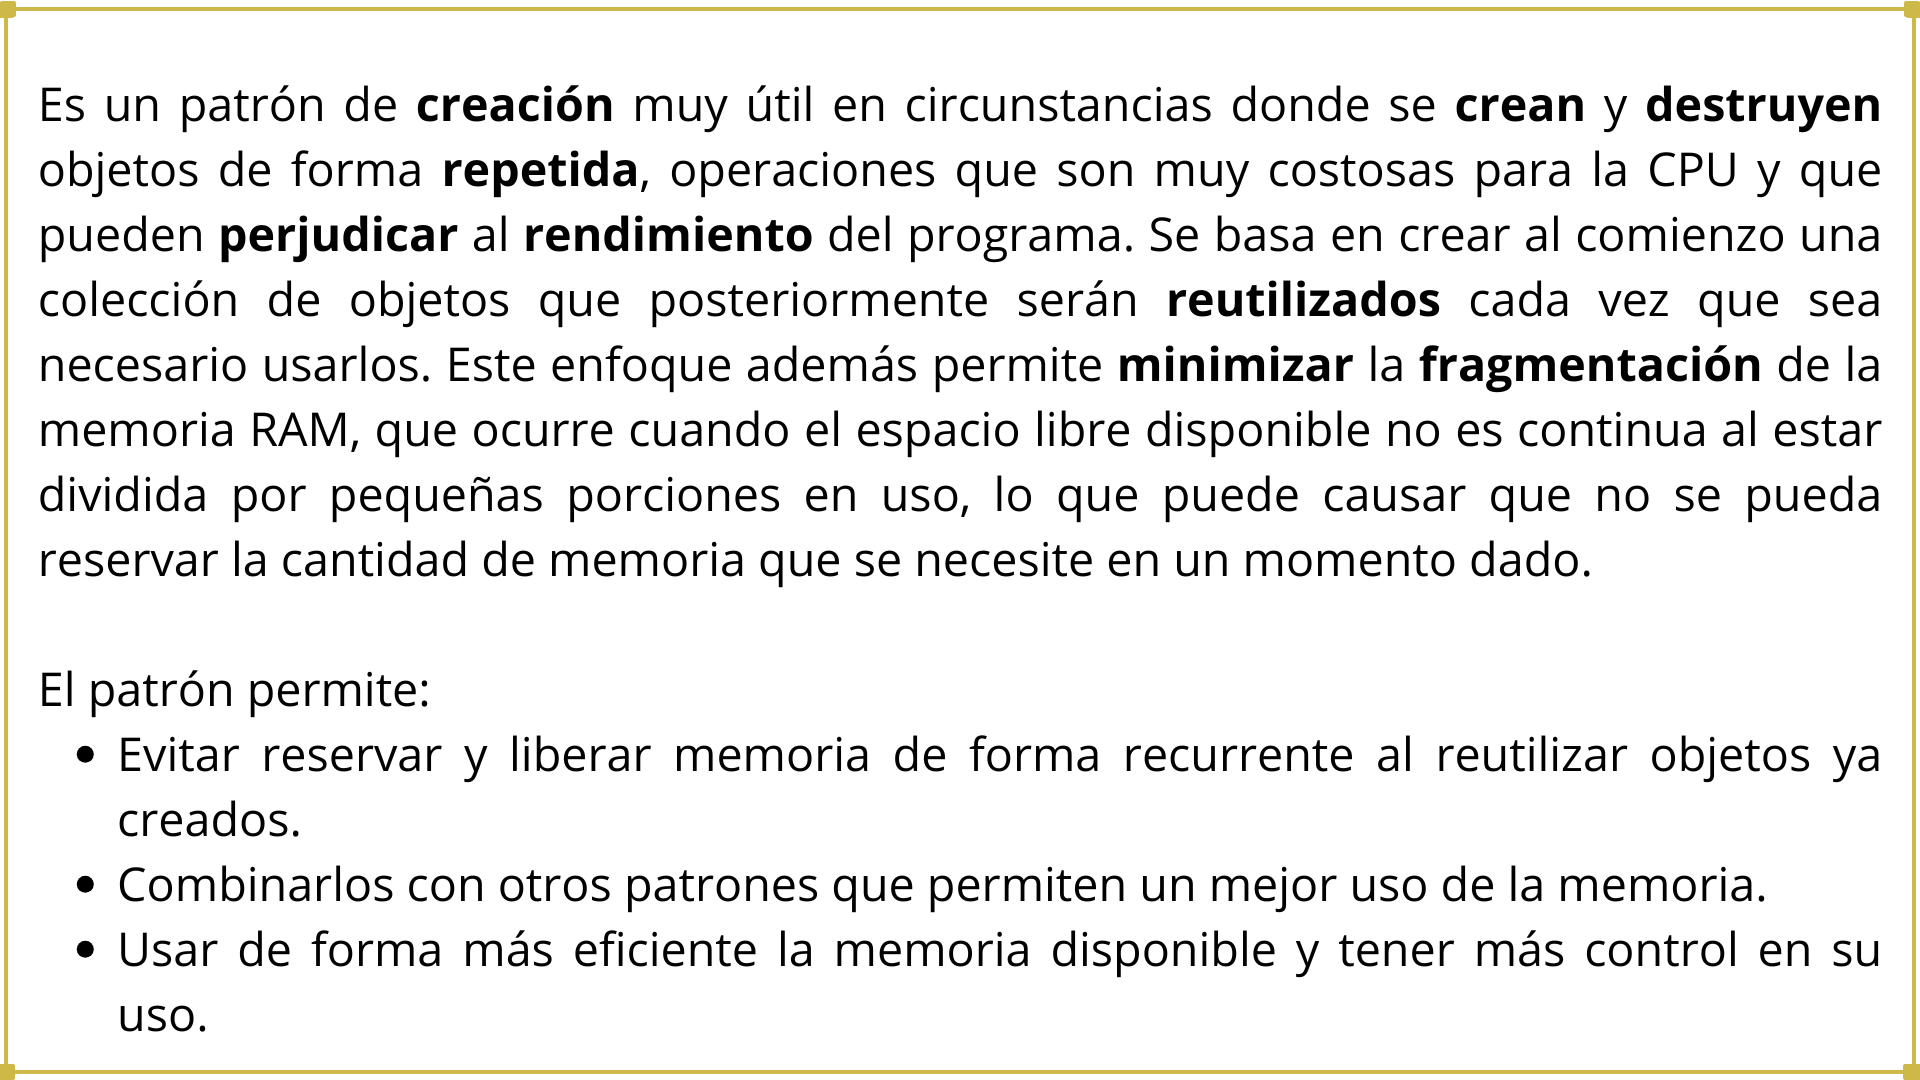 Es un patrón de creación muy útil en circunstancias donde se crean y destruyen
objetos de forma repetida, operaciones que son muy costosas para la CPU y que
pueden perjudicar al rendimiento del programa. Se basa en crear al comienzo una
colección de objetos que posteriormente serán reutilizados cada vez que sea
necesario usarlos. Este enfoque además permite minimizar la fragmentación de la
memoria RAM, que ocurre cuando el espacio libre disponible no es continua al estar
dividida por pequeñas porciones en uso, lo que puede causar que no se pueda
reservar la cantidad de memoria que se necesite en un momento dado.
El patrón permite:
• Evitar reservar y liberar memoria de forma recurrente al reutilizar objetos ya
creados.
• Combinarlos con otros patrones que permiten un mejor uso de la memoria.
• Usar de forma más eficiente la memoria disponible y tener más control en su
uso.